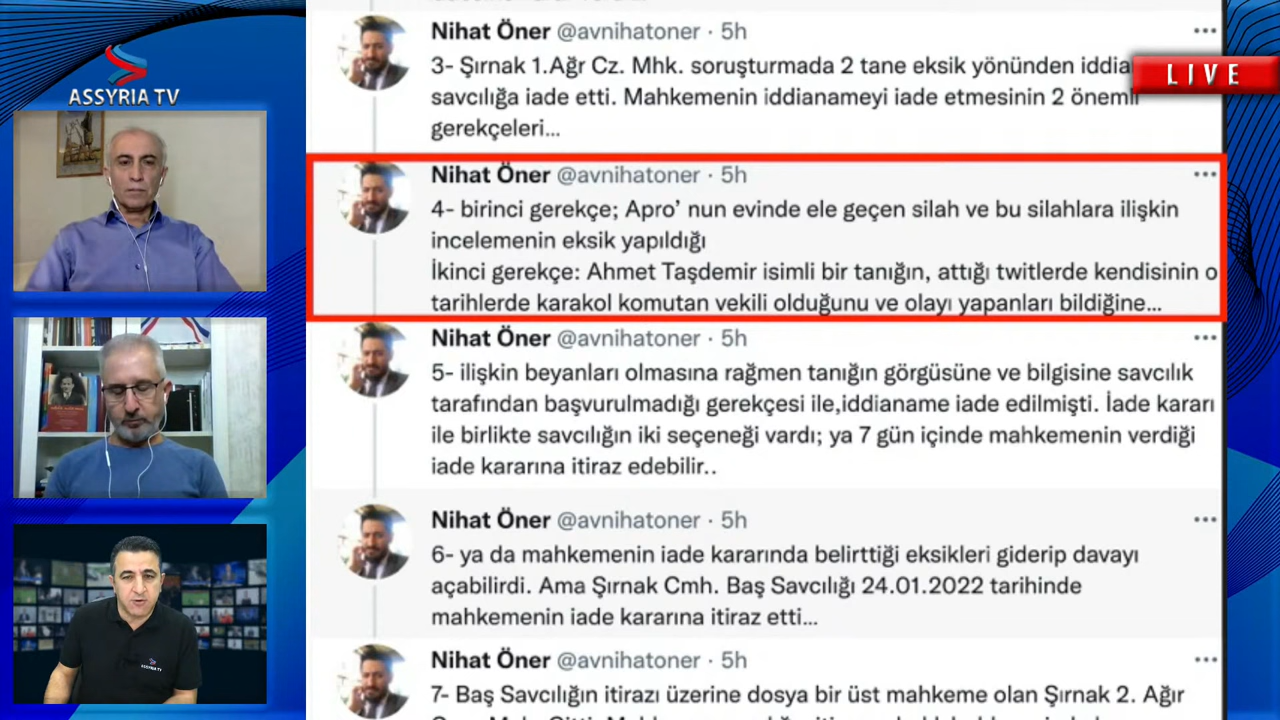 ASSYRIA TV
LIVE
Nihat Öner @avnihatoner · 5h
3- Şırnak 1.Ağr Cz. Mhk. soruşturmada 2 tane eksik yönünden
savcılığa iade etti. Mahkemenin iddianameyi iade etmesinin 2 önemli
gerekçeleri...
Nihat Öner @avnihatoner · 5h
4- birinci gerekçe; Apro’ nun evinde ele geçen silah ve bu silahlara ilişkin
incelemenin eksik yapıldığı
İkinci gerekçe: Ahmet Taşdemir isimli bir tanığın, attığı twitlerde kendisinin o
tarihlerde karakol komutan vekili olduğunu ve olayı yapanları bildiğine...
Nihat Öner @avnihatoner · 5h
5- ilişkin beyanları olmasına rağmen tanığın görgüsüne ve bilgisine savcılık
tarafından başvurulmadığı gerekçesi ile,iddianame iade edilmişti. İade kararı
ile birlikte savcılığın iki seçeneği vardı; ya 7 gün içinde mahkemenin verdiği
iade kararına itiraz edebilir..
Nihat Öner @avnihatoner · 5h
6- ya da mahkemenin iade kararında belirttiği eksikleri giderip davayı
açabilirdi. Ama Şırnak Cmh. Baş Savcılığı 24.01.2022 tarihinde
mahkemenin iade kararına itiraz etti...
Nihat Öner @avnihatoner · 5h
7- Baş Savcılığın itirazı üzerine dosya bir üst mahkeme olan Şırnak 2. Ağır
ASSYRIA TV